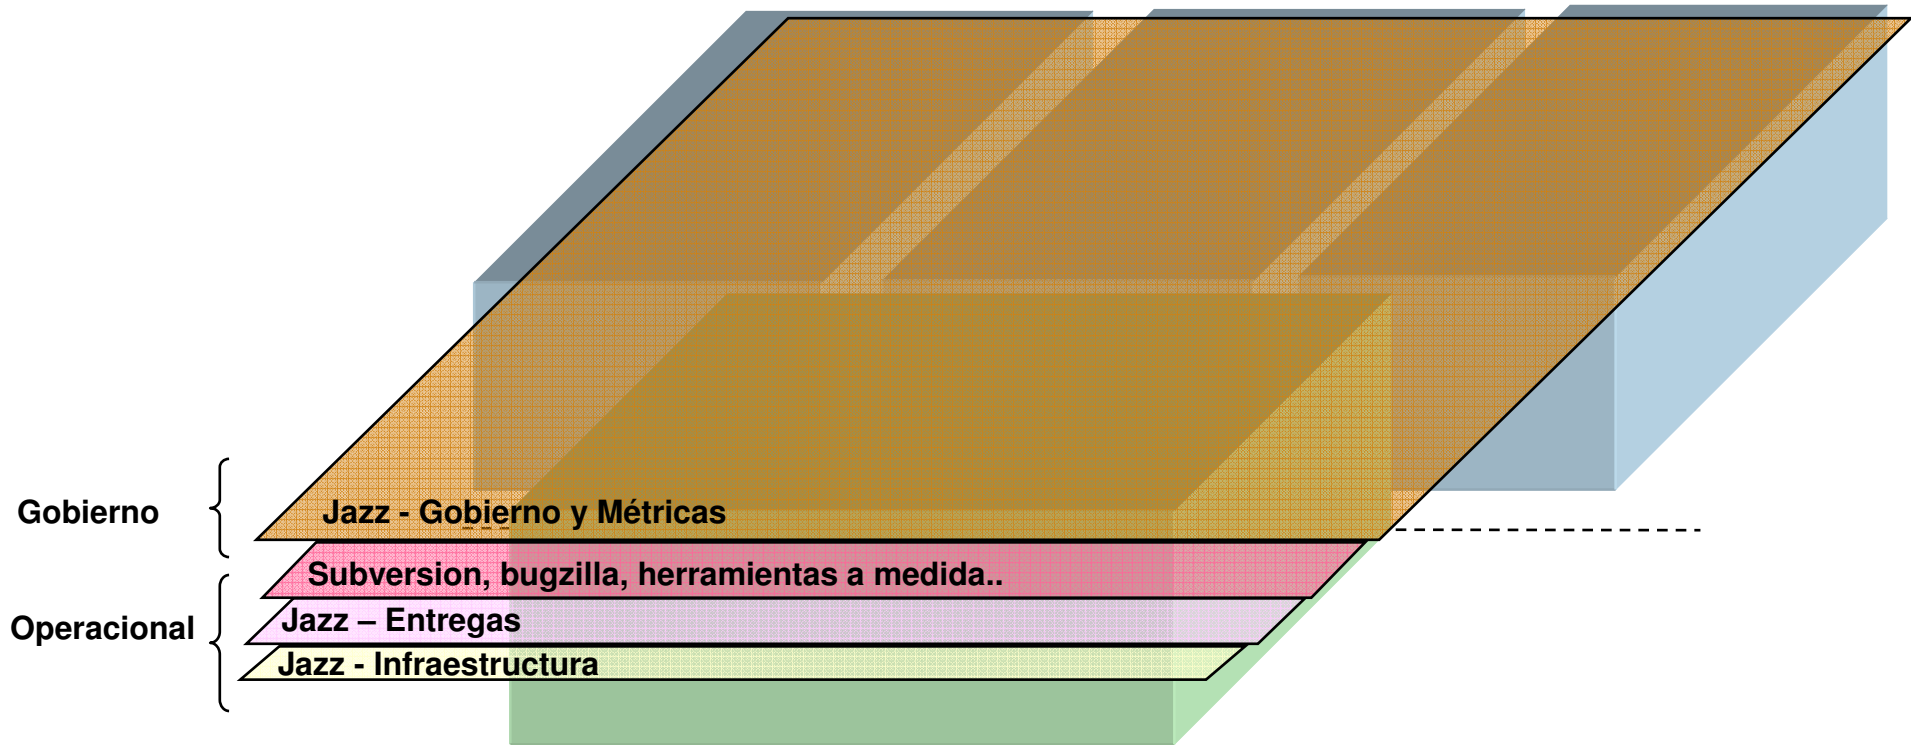 Gobierno
Jazz - Gobierno y Métricas
Subversion, bugzilla, herramientas a medida..
Operacional
Jazz – Entregas
Jazz - Infraestructura